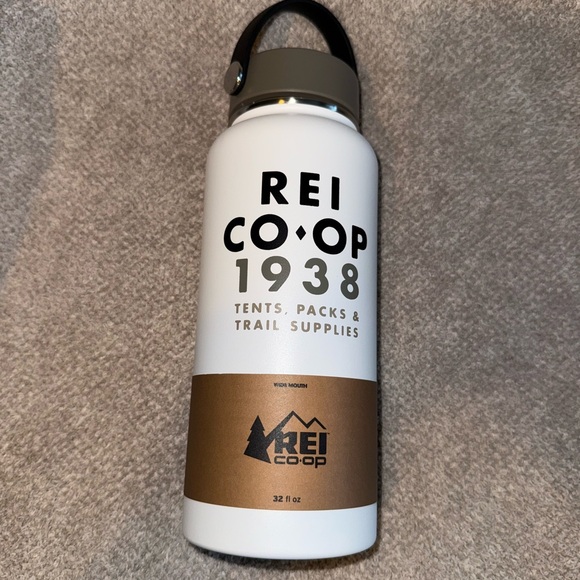 REI
CO♦OP
1938
TENTS, PACKS &
TRAIL SUPPLIES
WIDE MOUTH
REI
CO·OP
32 fl oz